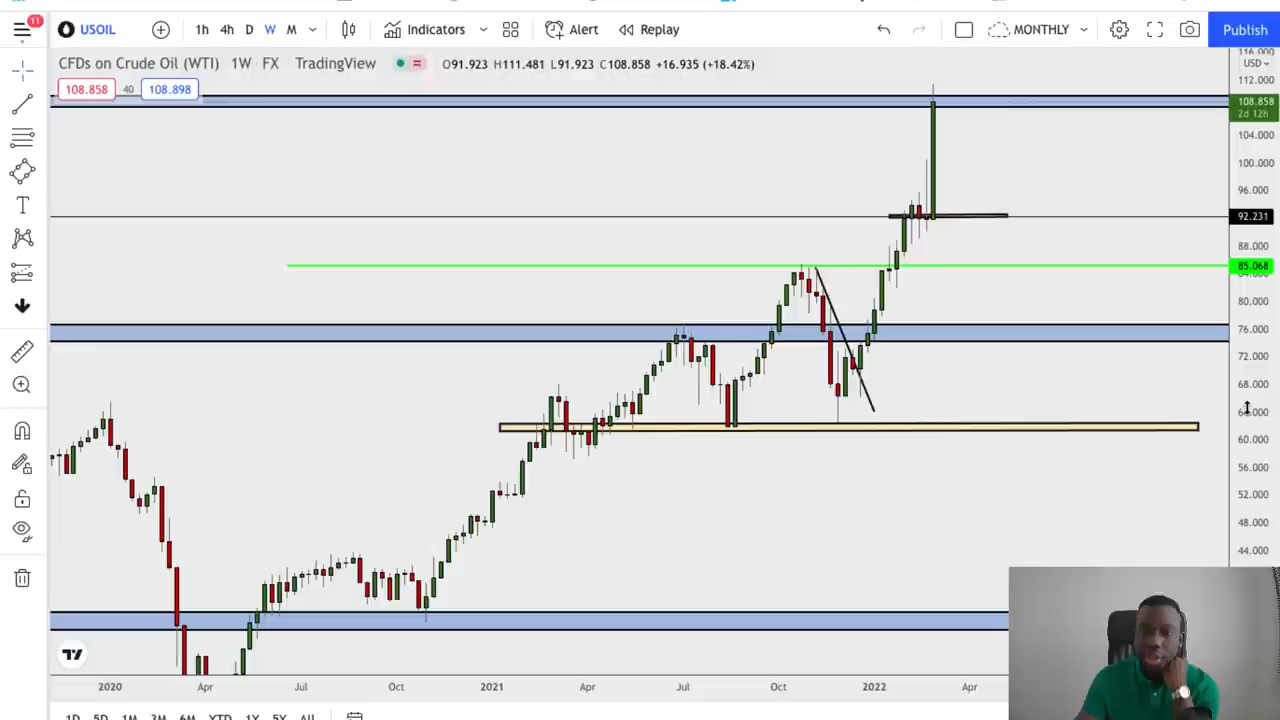 11
USOIL
1h 4h D W M
Indicators
Alert
Replay
MONTHLY
Publish
CFDs on Crude Oil (WTI) 1W FX TradingView
O91.923 H111.481 L91.923 C108.858 +16.935 (+18.42%)
108.858 40 108.898
116.000
USD
112.000
108.858
2d 12h
104.000
100.000
96.000
92.231
88.000
85.068
80.000
76.000
72.000
68.000
60.000
56.000
52.000
48.000
44.000
2020 Apr Jul Oct 2021 Apr Jul Oct 2022 Apr
1D 5D 1M 3M 6M YTD 1Y 5Y All